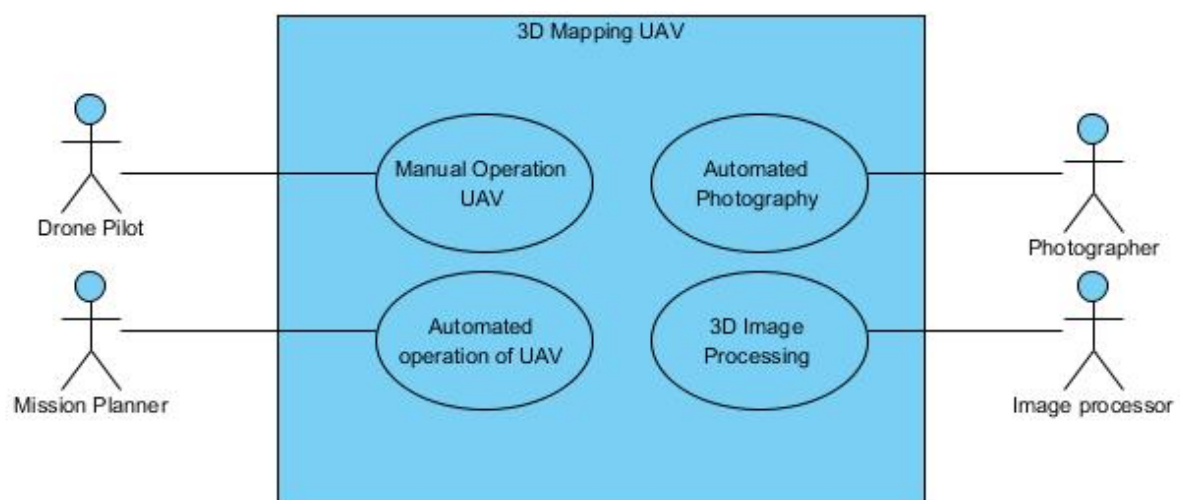 3D Mapping UAV
Manual Operation
UAV
Automated
Photography
Drone Pilot
Photographer
Automated
operation of UAV
3D Image
Processing
Mission Planner
Image processor